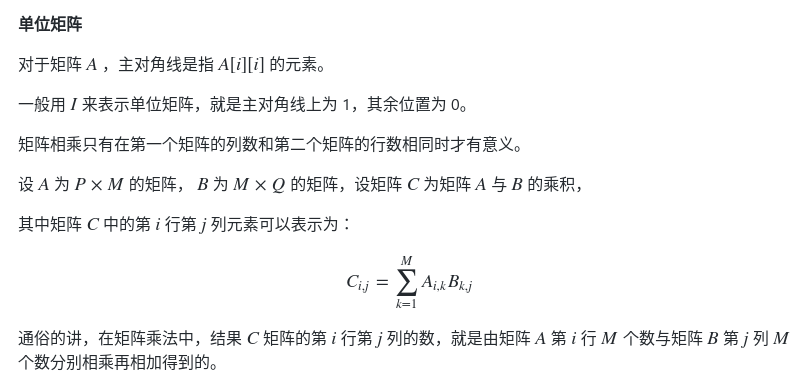 单位矩阵
对于矩阵 A ，主对角线是指 A[i][i] 的元素。
一般用 I 来表示单位矩阵，就是主对角线上为 1，其余位置为 0。
矩阵相乘只有在第一个矩阵的列数和第二个矩阵的行数相同时才有意义。
设 A 为 P × M 的矩阵， B 为 M × Q 的矩阵，设矩阵 C 为矩阵 A 与 B 的乘积，
其中矩阵 C 中的第 i 行第 j 列元素可以表示为：
C_{i,j} = \sum_{k=1}^{M} A_{i,k} B_{k,j}
通俗的讲，在矩阵乘法中，结果 C 矩阵的第 i 行第 j 列的数，就是由矩阵 A 第 i 行 M 个数与矩阵 B 第 j 列 M
个数分别相乘再相加得到的。